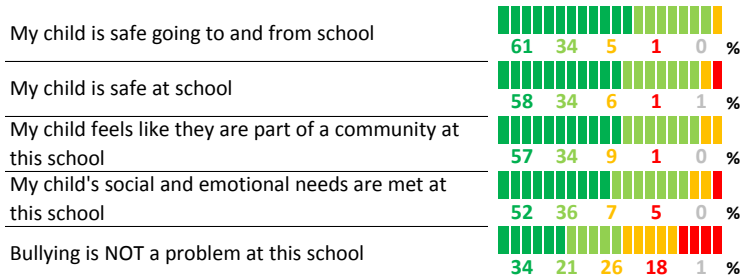 My child is safe going to and from school
61 34 5 1 0 %
My child is safe at school
58 34 6 1 1 %
My child feels like they are part of a community at
this school
57 34 9 1 0 %
My child's social and emotional needs are met at
this school
52 36 7 5 0 %
Bullying is NOT a problem at this school
34 21 26 18 1 %